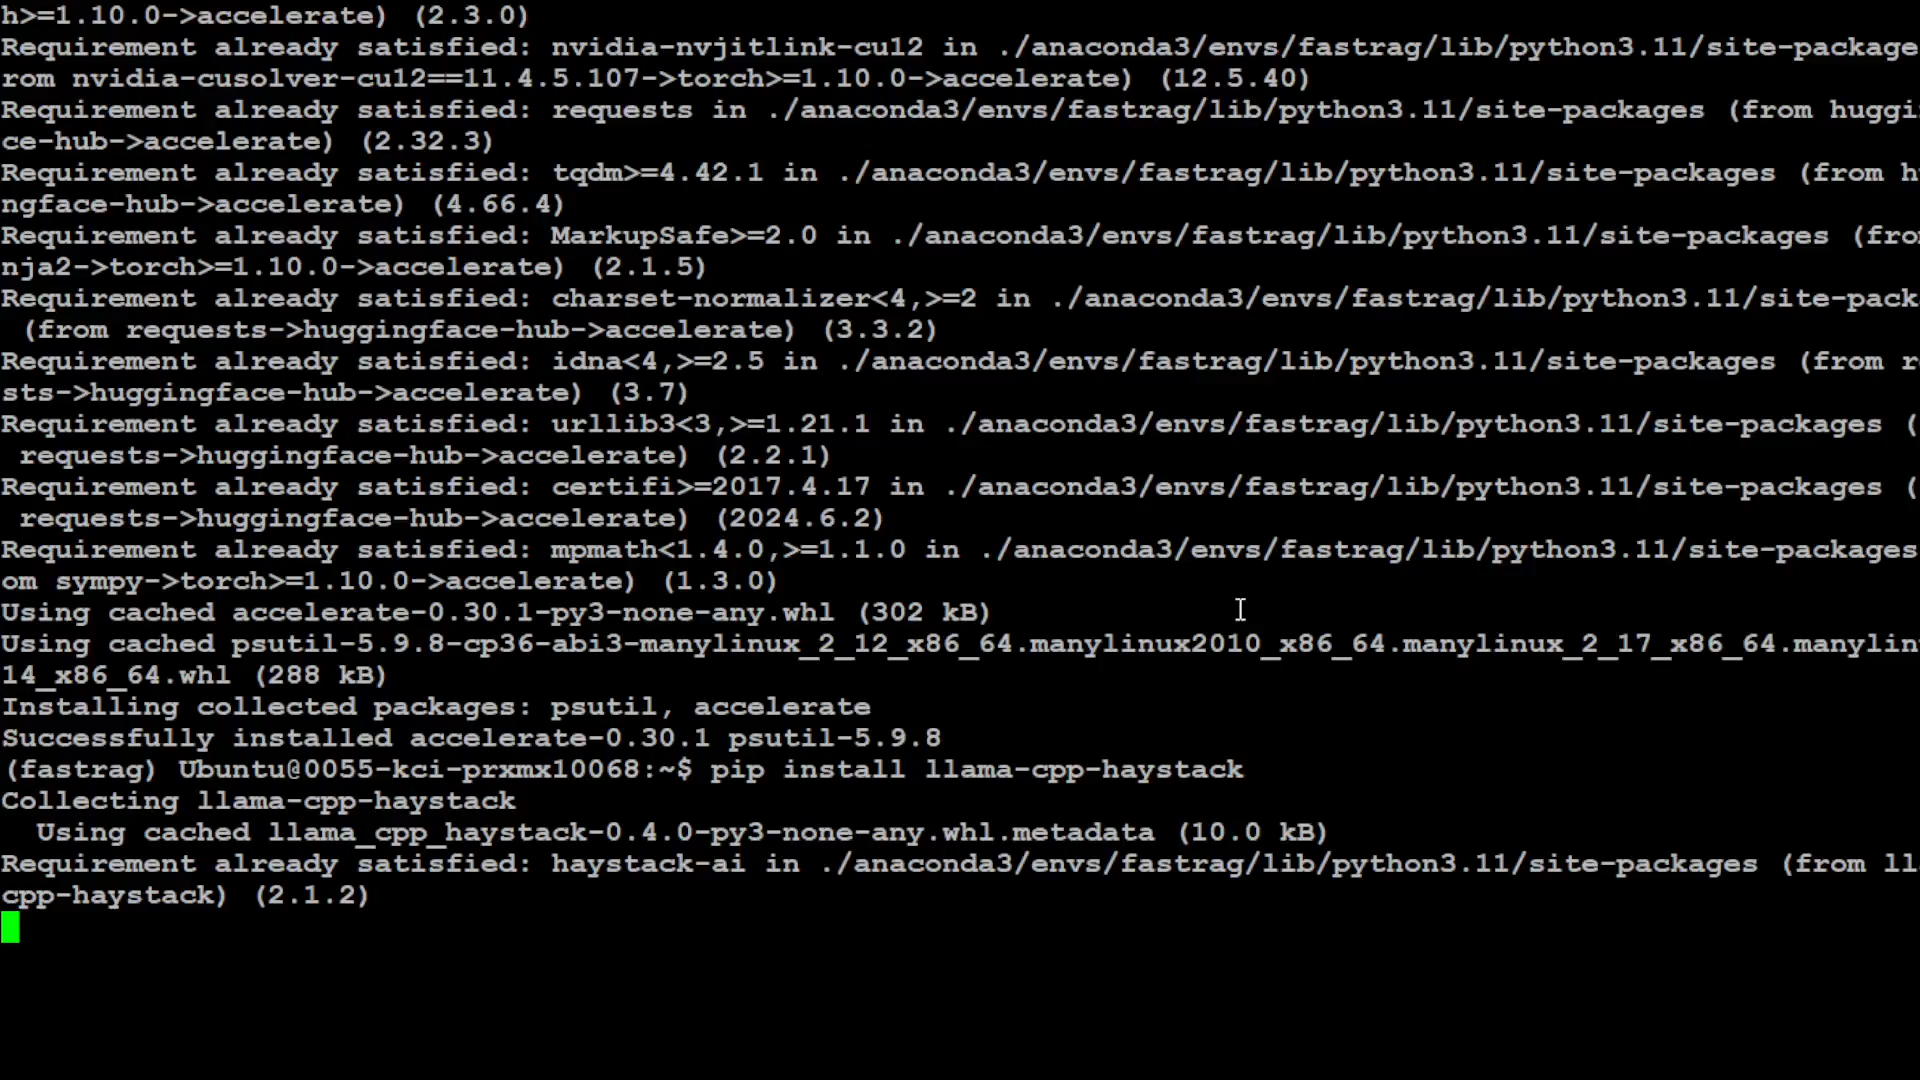 h>=1.10.0->accelerate) (2.3.0)
Requirement already satisfied: nvidia-nvjitlink-cu12 in ./anaconda3/envs/fastrag/lib/python3.11/site-package
rom nvidia-cusolver-cu12==11.4.5.107->torch>=1.10.0->accelerate) (12.5.40)
Requirement already satisfied: requests in ./anaconda3/envs/fastrag/lib/python3.11/site-packages (from huggi
ce-hub->accelerate) (2.32.3)
Requirement already satisfied: tqdm>=4.42.1 in ./anaconda3/envs/fastrag/lib/python3.11/site-packages (from h
ngface-hub->accelerate) (4.66.4)
Requirement already satisfied: MarkupSafe>=2.0 in ./anaconda3/envs/fastrag/lib/python3.11/site-packages (fro
nja2->torch>=1.10.0->accelerate) (2.1.5)
Requirement already satisfied: charset-normalizer<4,>=2 in ./anaconda3/envs/fastrag/lib/python3.11/site-pack
(from requests->huggingface-hub->accelerate) (3.3.2)
Requirement already satisfied: idna<4,>=2.5 in ./anaconda3/envs/fastrag/lib/python3.11/site-packages (from r
sts->huggingface-hub->accelerate) (3.7)
Requirement already satisfied: urllib3<3,>=1.21.1 in ./anaconda3/envs/fastrag/lib/python3.11/site-packages (
requests->huggingface-hub->accelerate) (2.2.1)
Requirement already satisfied: certifi>=2017.4.17 in ./anaconda3/envs/fastrag/lib/python3.11/site-packages (
requests->huggingface-hub->accelerate) (2024.6.2)
Requirement already satisfied: mpmath<1.4.0,>=1.1.0 in ./anaconda3/envs/fastrag/lib/python3.11/site-packages
om sympy->torch>=1.10.0->accelerate) (1.3.0)
Using cached accelerate-0.30.1-py3-none-any.whl (302 kB)
Using cached psutil-5.9.8-cp36-abi3-manylinux_2_12_x86_64.manylinux2010_x86_64.manylinux_2_17_x86_64.manylin
14_x86_64.whl (288 kB)
Installing collected packages: psutil, accelerate
Successfully installed accelerate-0.30.1 psutil-5.9.8
(fastrag) Ubuntu@0055-kci-prxmx10068:~$ pip install llama-cpp-haystack
Collecting llama-cpp-haystack
Using cached llama_cpp_haystack-0.4.0-py3-none-any.whl.metadata (10.0 kB)
Requirement already satisfied: haystack-ai in ./anaconda3/envs/fastrag/lib/python3.11/site-packages (from ll
cpp-haystack) (2.1.2)